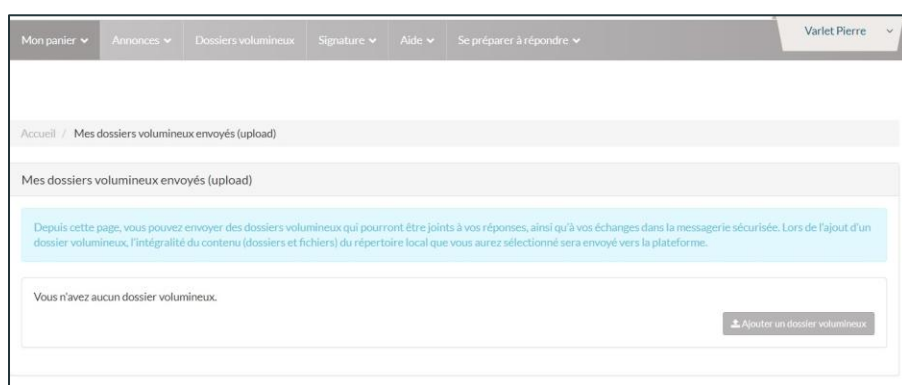 Mon panier Annonces Dossiers volumineux Signature Aide Se préparer à répondre Varlet Pierre
Accueil / Mes dossiers volumineux envoyés (upload)
Mes dossiers volumineux envoyés (upload)
Depuis cette page, vous pouvez envoyer des dossiers volumineux qui pourront être joints à vos réponses, ainsi qu'à vos échanges dans la messagerie sécurisée. Lors de l'ajout d'un
dossier volumineux, l'intégralité du contenu (dossiers et fichiers) du répertoire local que vous aurez sélectionné sera envoyé vers la plateforme.
Vous n'avez aucun dossier volumineux.
Ajouter un dossier volumineux